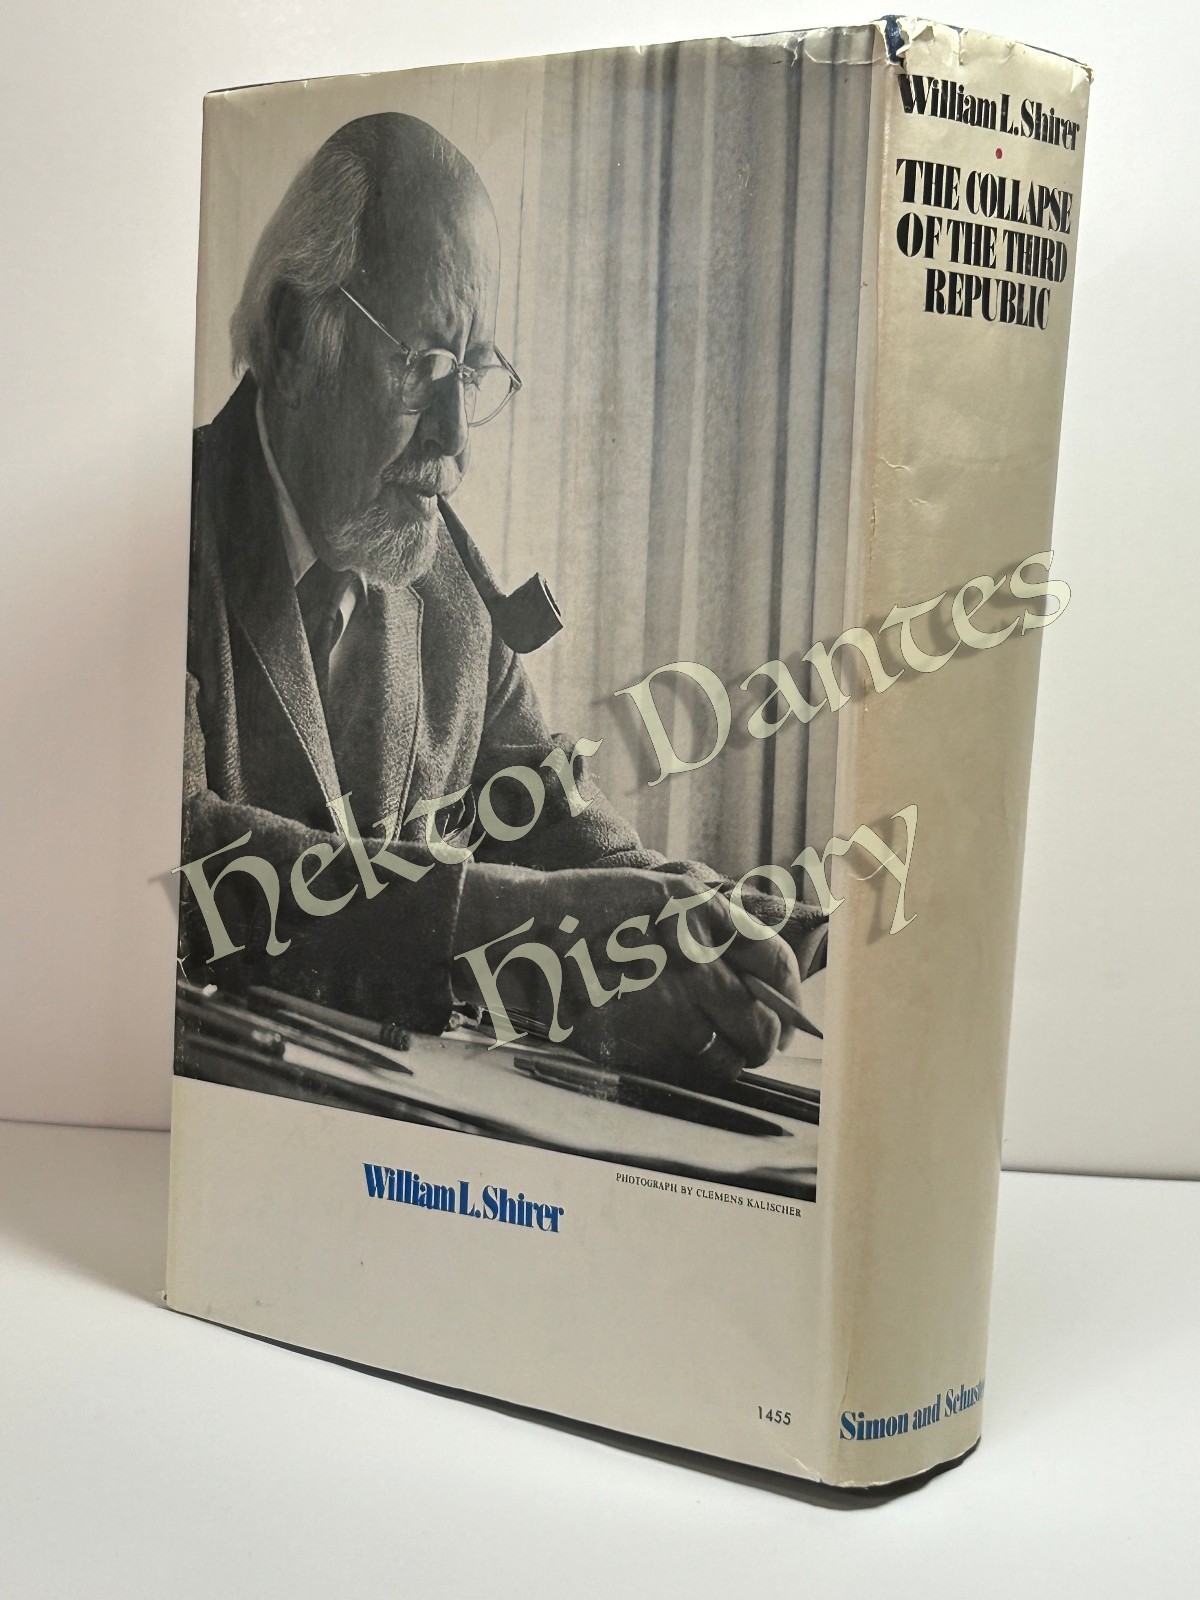 William L. Shirer
THE COLLAPSE
OF THE THIRD
REPUBLIC
Simon and
PHOTOGRAPH BY CLEMENS KALISCHER
William L. Shirer
1455
Hektor Dantes
History